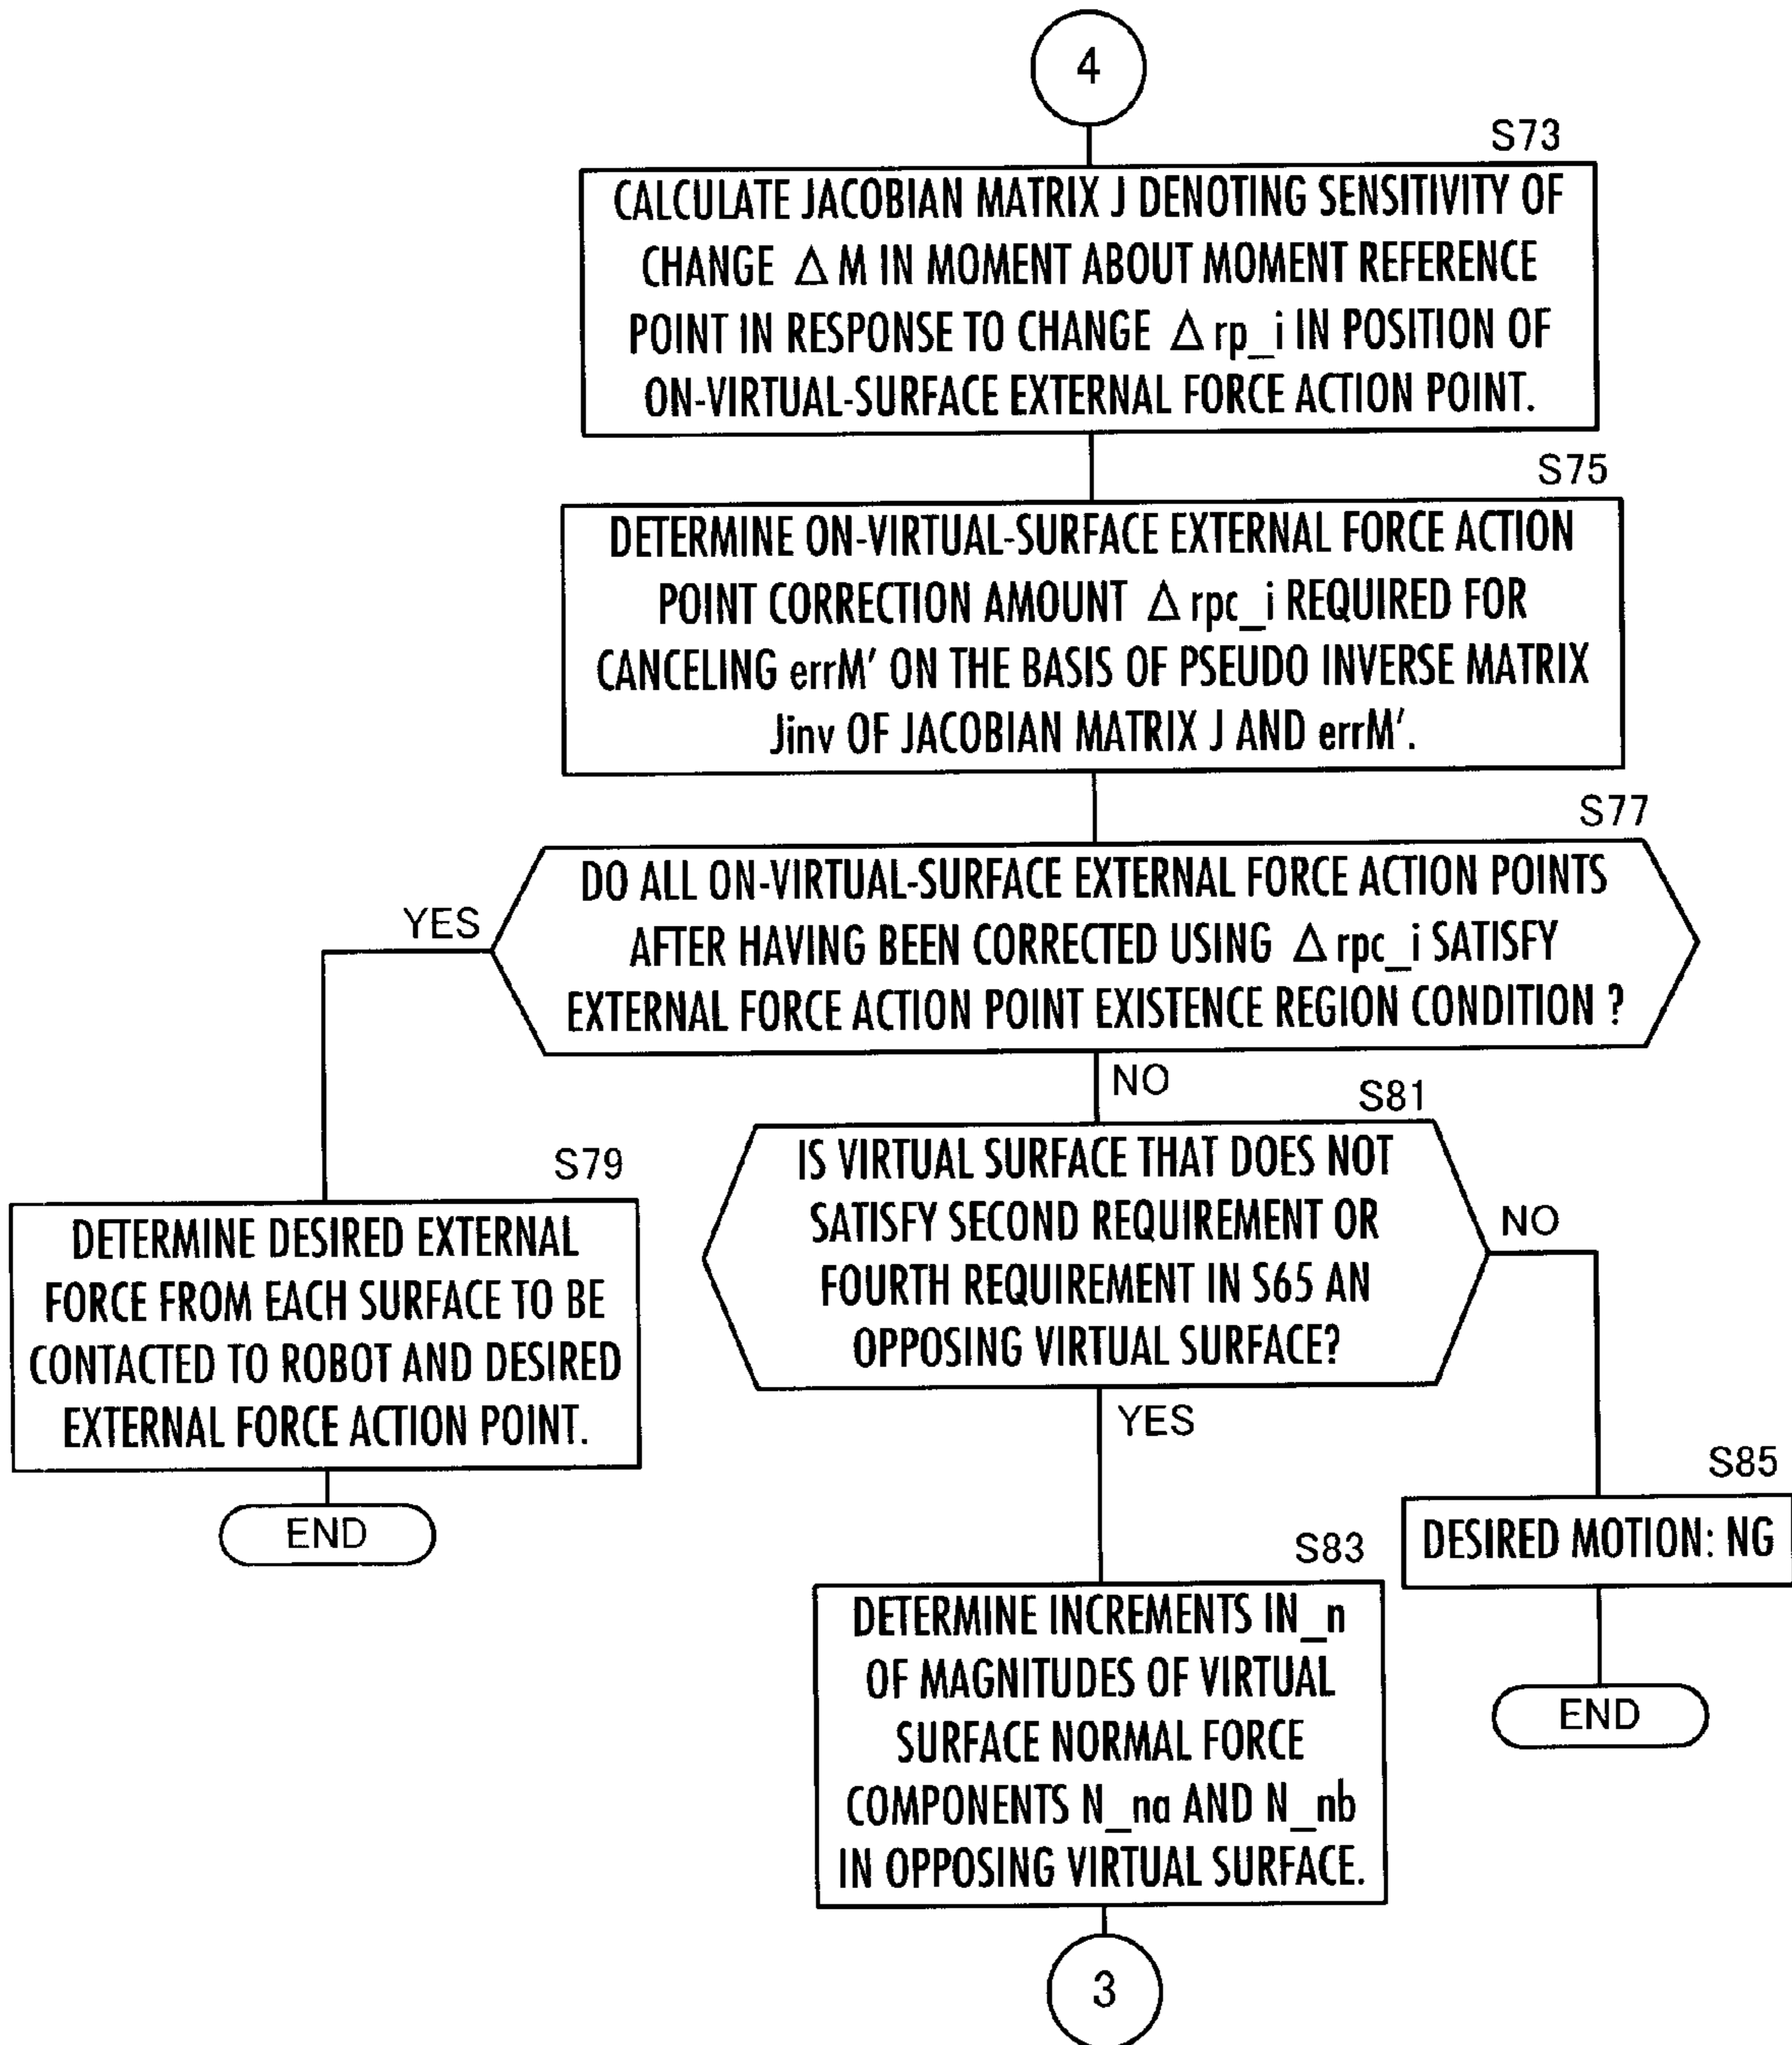 4
S73
CALCULATE JACOBIAN MATRIX J DENOTING SENSITIVITY OF
CHANGE △M IN MOMENT ABOUT MOMENT REFERENCE
POINT IN RESPONSE TO CHANGE △rp_i IN POSITION OF
ON-VIRTUAL-SURFACE EXTERNAL FORCE ACTION POINT.
S75
DETERMINE ON-VIRTUAL-SURFACE EXTERNAL FORCE ACTION
POINT CORRECTION AMOUNT △rpc_i REQUIRED FOR
CANCELING errM′ ON THE BASIS OF PSEUDO INVERSE MATRIX
Jinv OF JACOBIAN MATRIX J AND errM′.
S77
DO ALL ON-VIRTUAL-SURFACE EXTERNAL FORCE ACTION POINTS
AFTER HAVING BEEN CORRECTED USING △rpc_i SATISFY
EXTERNAL FORCE ACTION POINT EXISTENCE REGION CONDITION ?
YES
NO
S79
DETERMINE DESIRED EXTERNAL
FORCE FROM EACH SURFACE TO BE
CONTACTED TO ROBOT AND DESIRED
EXTERNAL FORCE ACTION POINT.
END
S81
IS VIRTUAL SURFACE THAT DOES NOT
SATISFY SECOND REQUIREMENT OR
FOURTH REQUIREMENT IN S65 AN
OPPOSING VIRTUAL SURFACE?
NO
YES
S85
DESIRED MOTION: NG
END
S83
DETERMINE INCREMENTS IN_n
OF MAGNITUDES OF VIRTUAL
SURFACE NORMAL FORCE
COMPONENTS N_na AND N_nb
IN OPPOSING VIRTUAL SURFACE.
3